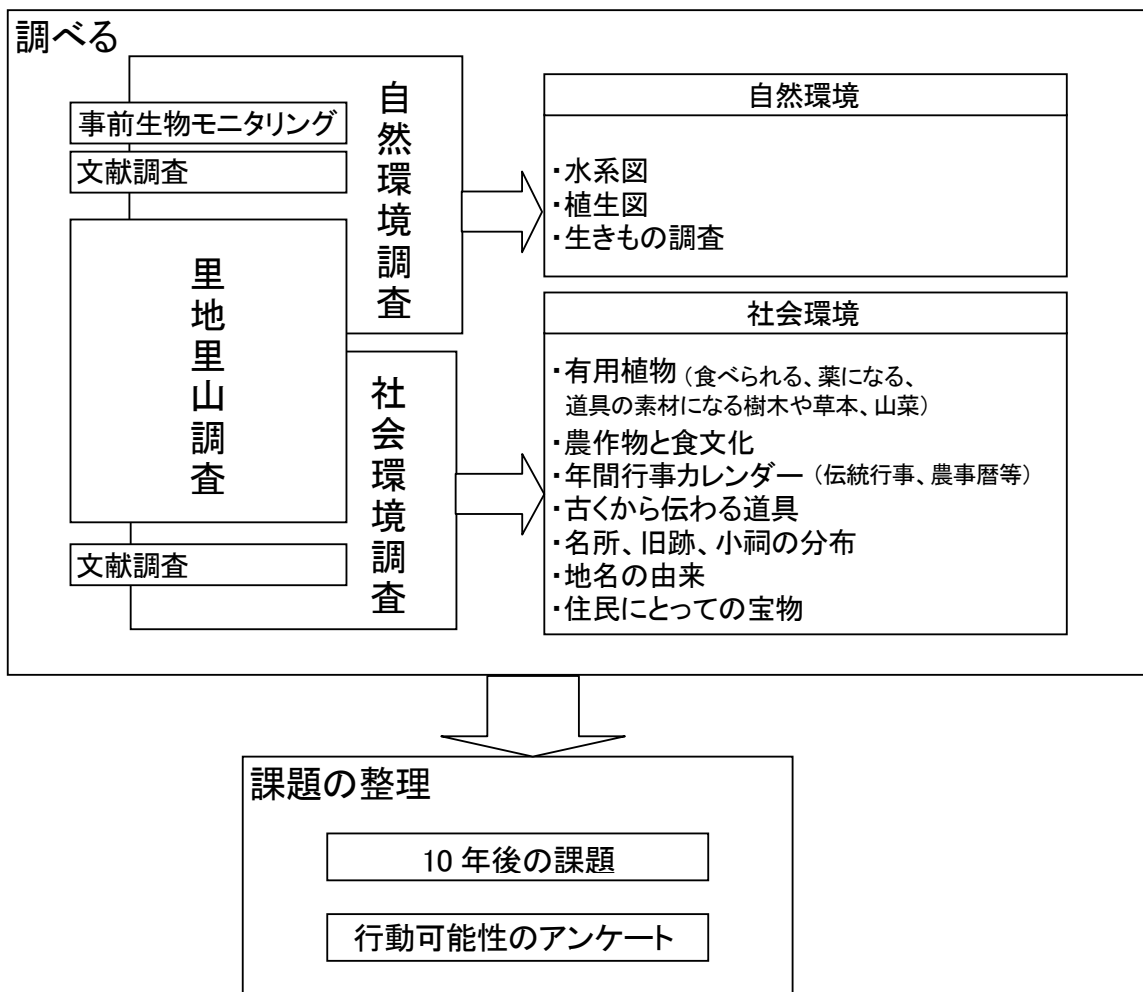 調べる
自然環境調査
事前生物モニタリング
文献調査
里地里山調査
社会環境調査
文献調査
自然環境
・水系図
・植生図
・生きもの調査
社会環境
・有用植物（食べられる、薬になる、
道具の素材になる樹木や草本、山菜）
・農作物と食文化
・年間行事カレンダー（伝統行事、農事暦等）
・古くから伝わる道具
・名所、旧跡、小祠の分布
・地名の由来
・住民にとっての宝物
課題の整理
10 年後の課題
行動可能性のアンケート